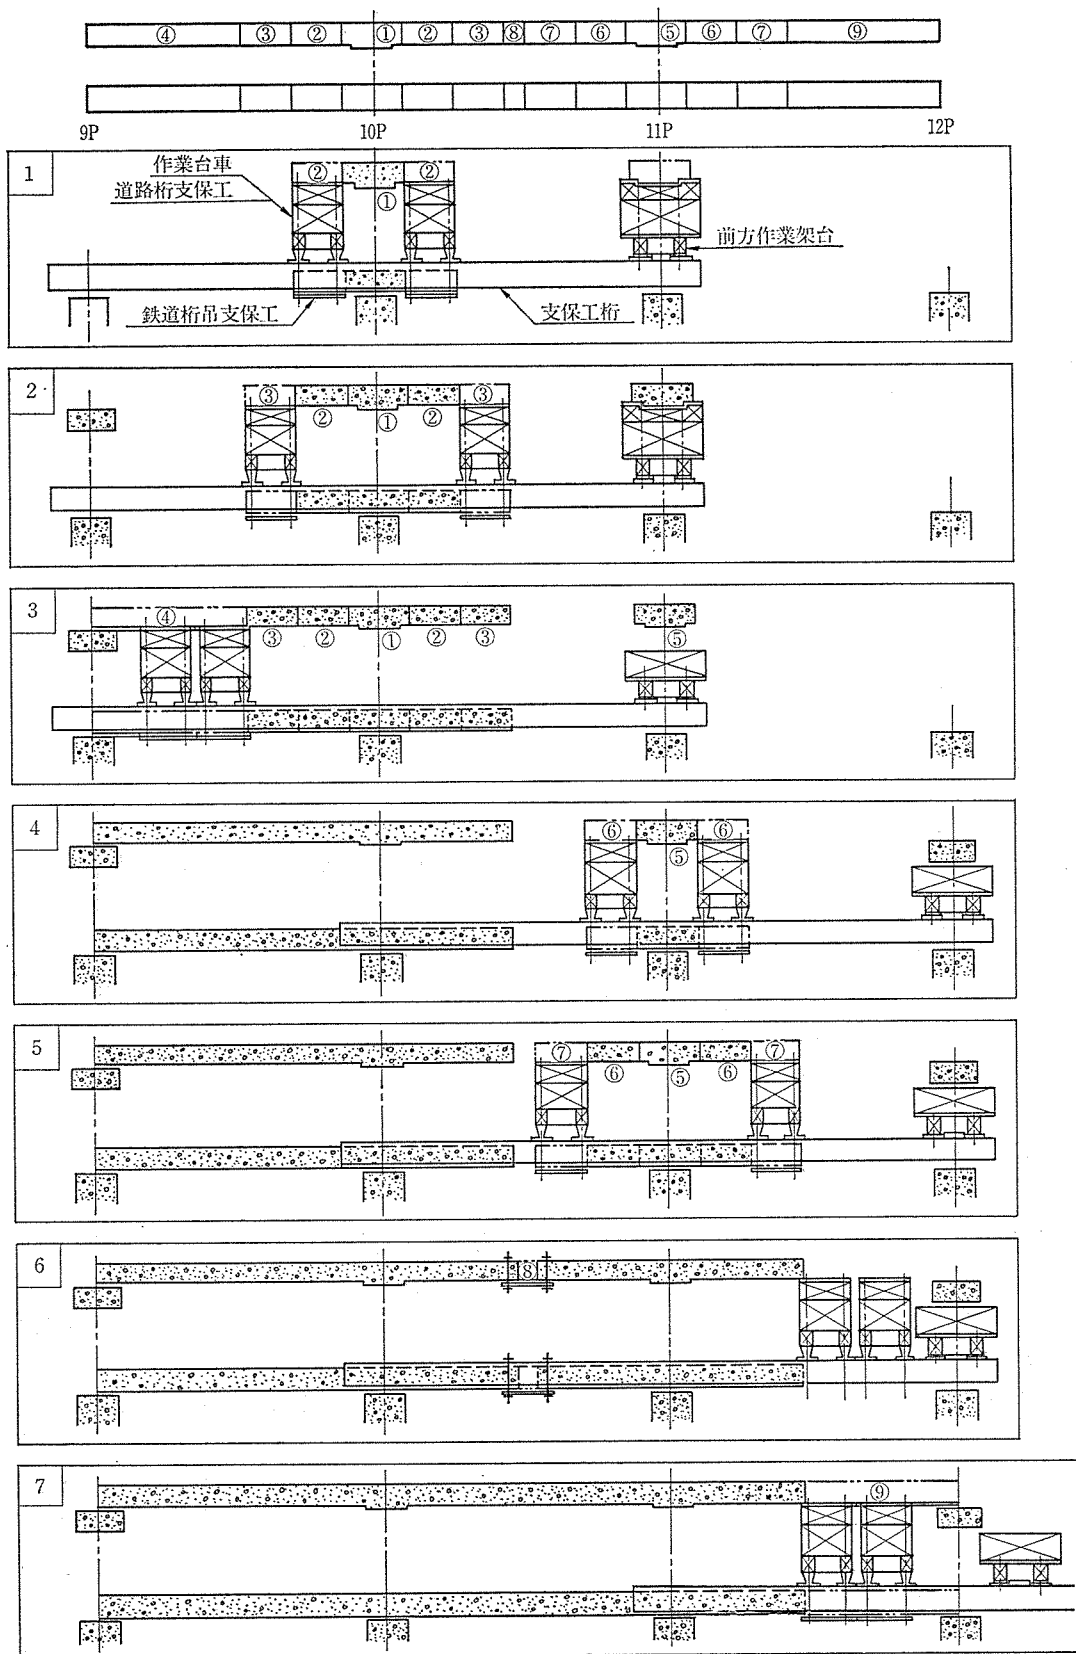 ④ ③ ② ① ② ③ ⑧ ⑦ ⑥ ⑤ ⑥ ⑦ ⑨
9P 10P 11P 12P
1
作業台車
道路桁支保工
② ②
①
前方作業架台
鉄道桁吊支保工
支保工桁
2
③ ③
② ① ②
3
④
③ ② ① ② ③ ⑤
4
⑥ ⑥
⑤
5
⑦ ⑦
⑥ ⑤ ⑥
6
⑧
7
⑨